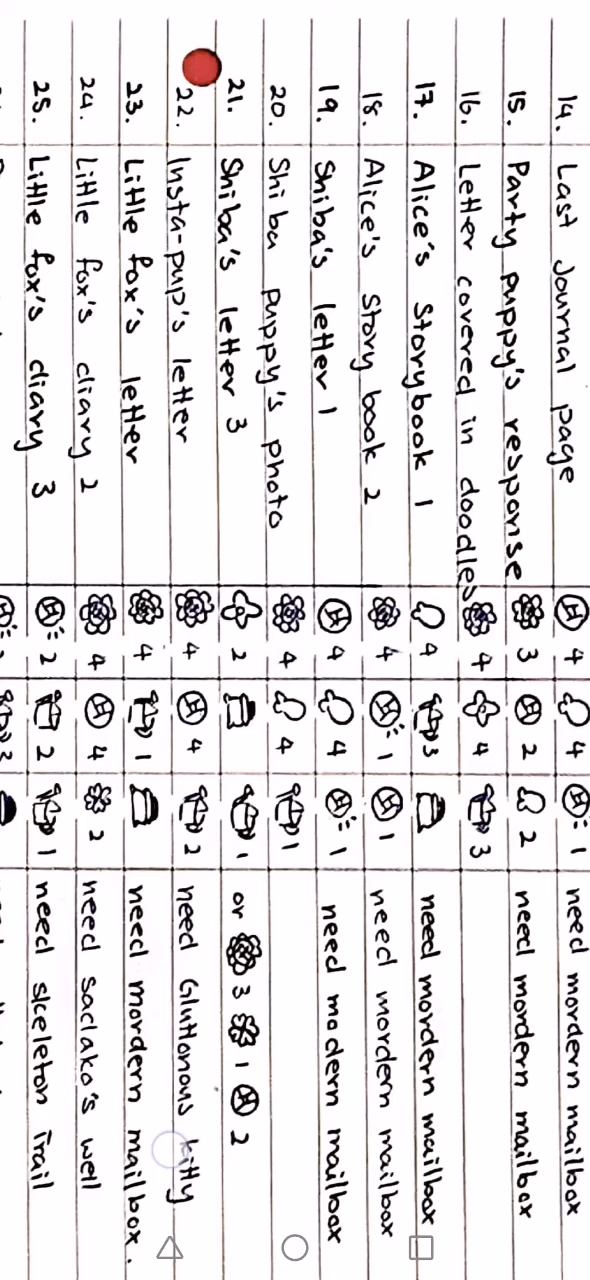 14. Last Journal page 4 4 1 need mordern mailbox
15. Party puppy's response 3 2 2 need mordern mailbox
16. Letter covered in doodles 4 4 3
17. Alice's Storybook 1 4 3 need mordern mailbox
18. Alice's Story book 2 4 1 1 need mordern mailbox
19. Shiba's letter 1 4 4 1 need modern mailbox
20. Shiba puppy's photo 4 4 1
21. Shiba's letter 3 2 1 or 3 1 2
22. Insta-pup's letter 4 4 2 need Gluttonous kitty
23. Little fox's letter 4 1 need mordern mailbox.
24. Little fox's diary 2 4 4 2 need saclako's well
25. Little fox's diary 3 2 2 1 need skeleton Trail